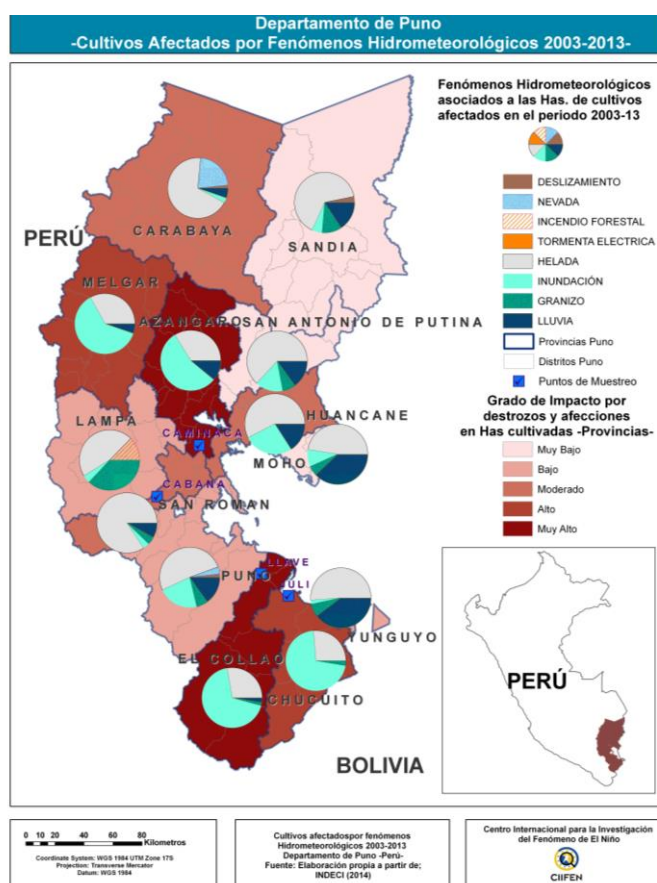 Departamento de Puno
-Cultivos Afectados por Fenómenos Hidrometeorológicos 2003-2013-
Fenómenos Hidrometeorológicos
asociados a las Has. de cultivos
afectados en el periodo 2003-13
DESLIZAMIENTO
NEVADA
INCENDIO FORESTAL
TORMENTA ELECTRICA
HELADA
INUNDACIÓN
GRANIZO
LLUVIA
Provincias Puno
Distritos Puno
Puntos de Muestreo
Grado de Impacto por
destrozos y afecciones
en Has cultivadas -Provincias-
Muy Bajo
Bajo
Moderado
Alto
Muy Alto
PERÚ
CARABAYA
SANDIA
MELGAR
AZANGARO
SAN ANTONIO DE PUTINA
LAMPA
HUANCANE
CAMINACA
MOHO
CABANA
SAN ROMAN
LLAVE
PUNO
JULI
YUNGUYO
EL COLLAO
CHUCUITO
BOLIVIA
PERÚ
0 10 20 40 60 80
Kilometros
Coordinate System: WGS 1984 UTM Zone 17S
Projection: Transverse Mercator
Datum: WGS 1984
Cultivos afectadospor fenómenos
Hidrometeorológicos 2003-2013
Departamento de Puno -Perú-
Fuente: Elaboración propia a partir de;
INDECI (2014)
Centro Internacional para la Investigación
del Fenómeno de El Niño
CIIFEN